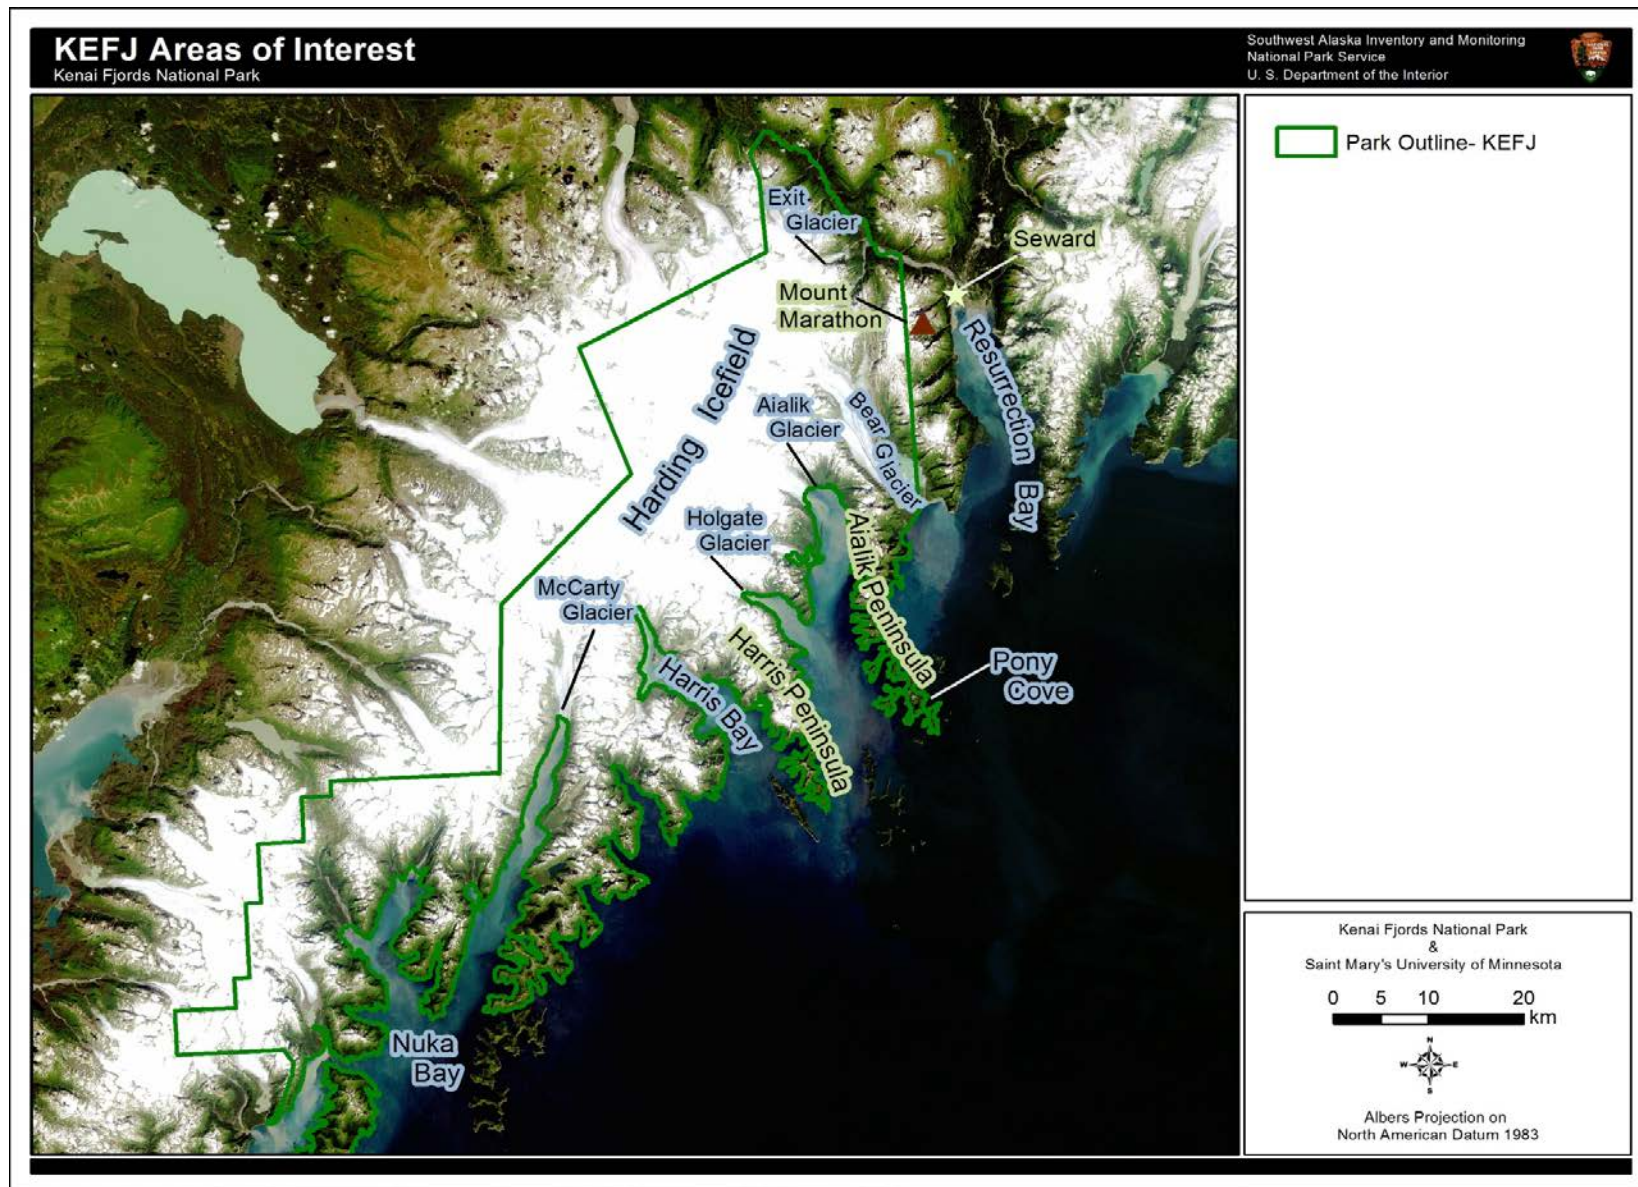 KEFJ Areas of Interest
Kenai Fjords National Park
Southwest Alaska Inventory and Monitoring
National Park Service
U. S. Department of the Interior
Park Outline- KEFJ
Exit
Glacier
Seward
Mount
Marathon
Resurrection Bay
Harding Icefield
Aialik
Glacier
Bear Glacier
Holgate
Glacier
Aialik Peninsula
McCarty
Glacier
Harris Peninsula
Harris Bay
Pony
Cove
Nuka
Bay
Kenai Fjords National Park
&
Saint Mary's University of Minnesota
0 5 10 20
km
N
W E
S
Albers Projection on
North American Datum 1983